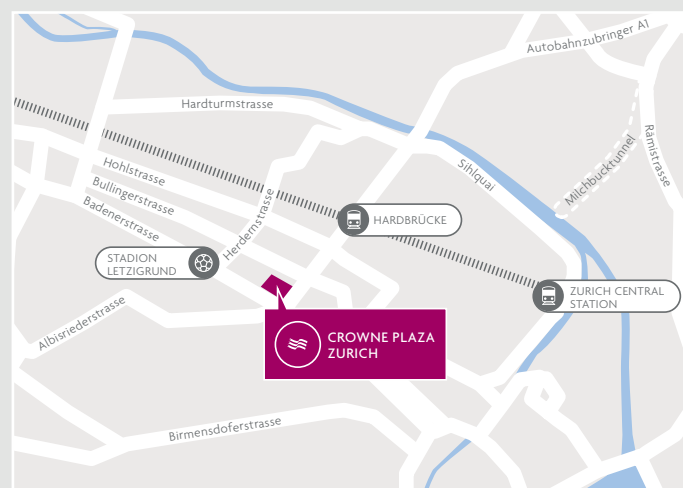 Autobahnzubringer A1
Hardturmstrasse
Sihlquai
Milchbucktunnel
Rämistrasse
Hohlstrasse
Bullingerstrasse
Badenerstrasse
Herdernstrasse
HARDBRÜCKE
STADION
LETZIGRUND
ZURICH CENTRAL
STATION
Albisriederstrasse
CROWNE PLAZA
ZURICH
Birmensdoferstrasse